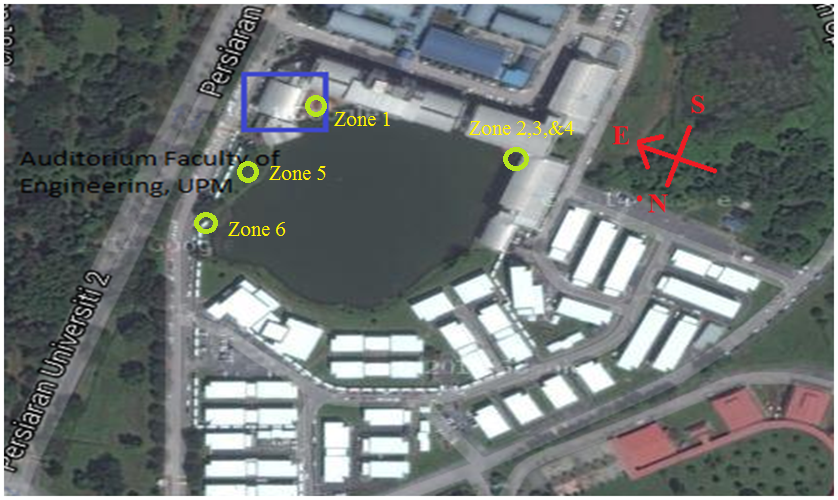 Persiaran
Zone 1
Zone 2,3,&4
S
E
N
Auditorium Faculty of
Engineering, UPM.
Zone 5
Zone 6
Persiaran Universiti 2